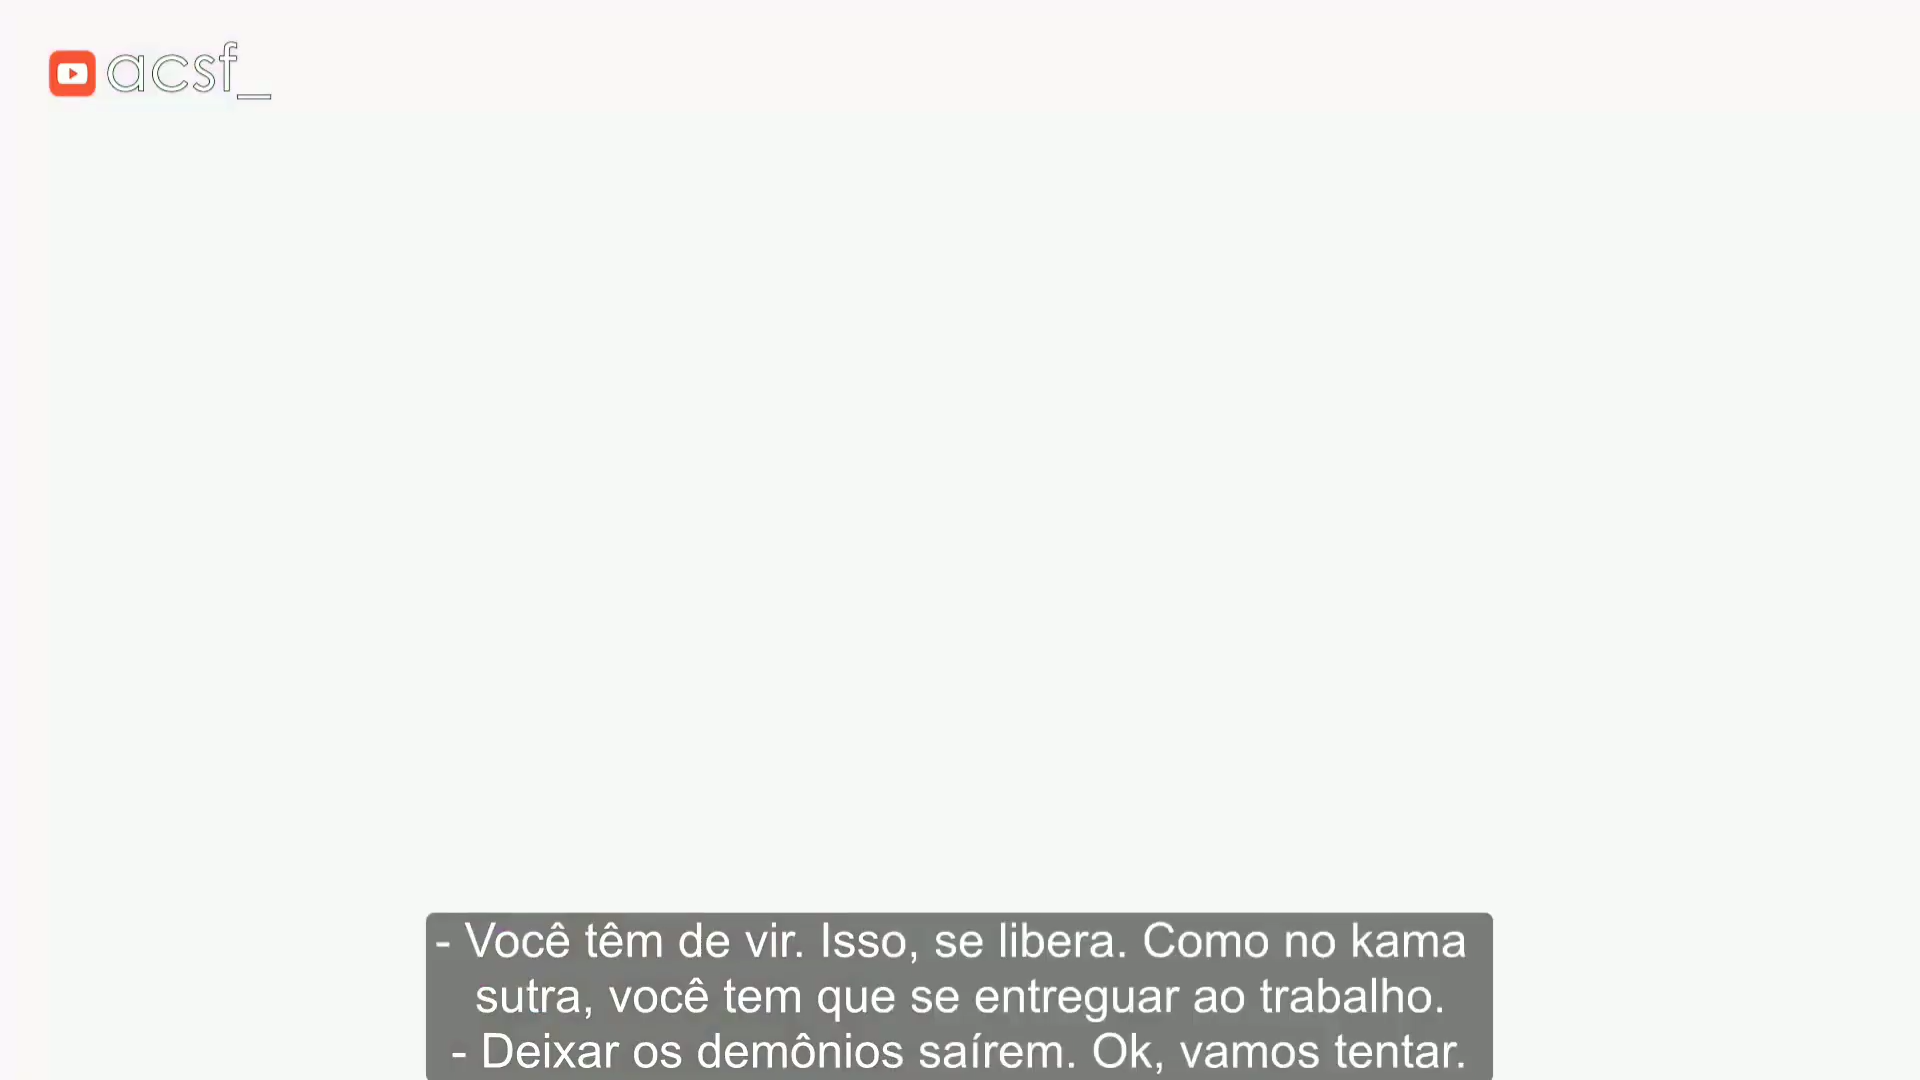 acsf_
- Você têm de vir. Isso, se libera. Como no kama
sutra, você tem que se entreguar ao trabalho.
- Deixar os demônios saírem. Ok, vamos tentar.